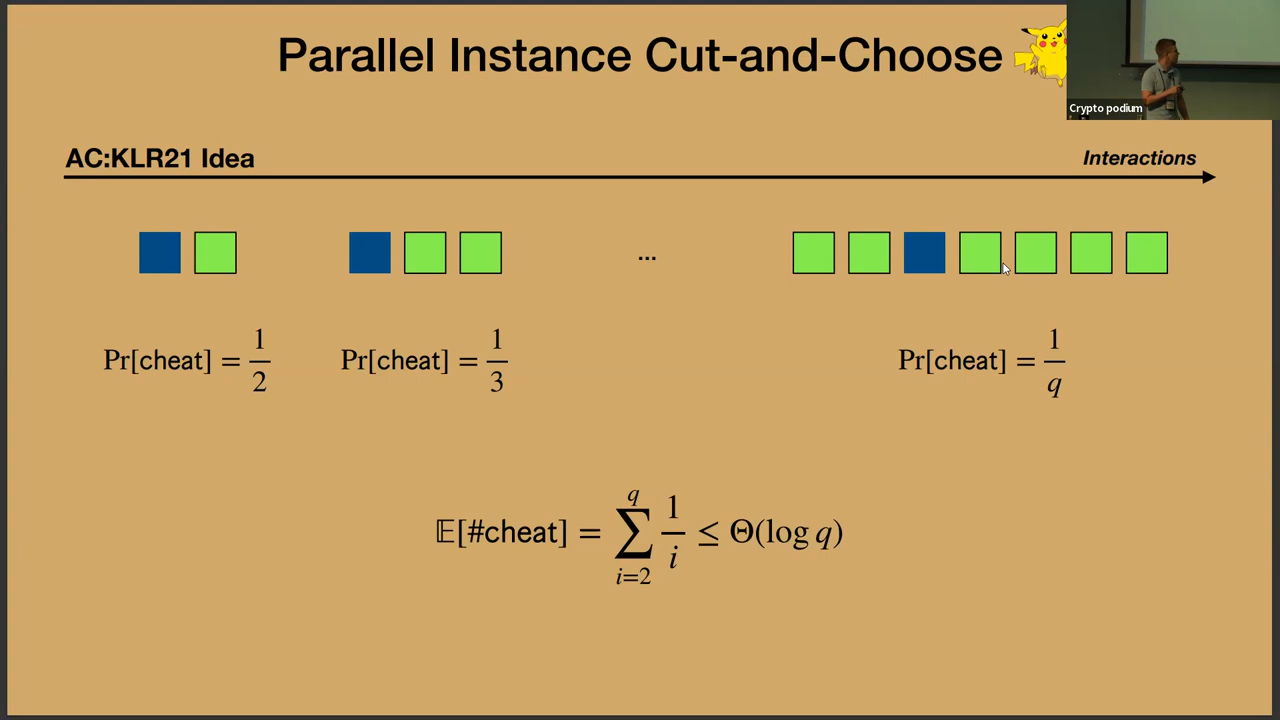 Parallel Instance Cut-and-Choose
Crypto podium
AC:KLR21 Idea
Interactions
...
Pr[cheat] = 1/2
Pr[cheat] = 1/3
Pr[cheat] = 1/q
𝔼[#cheat] = ∑_{i=2}^{q} 1/i ≤ Θ(log q)